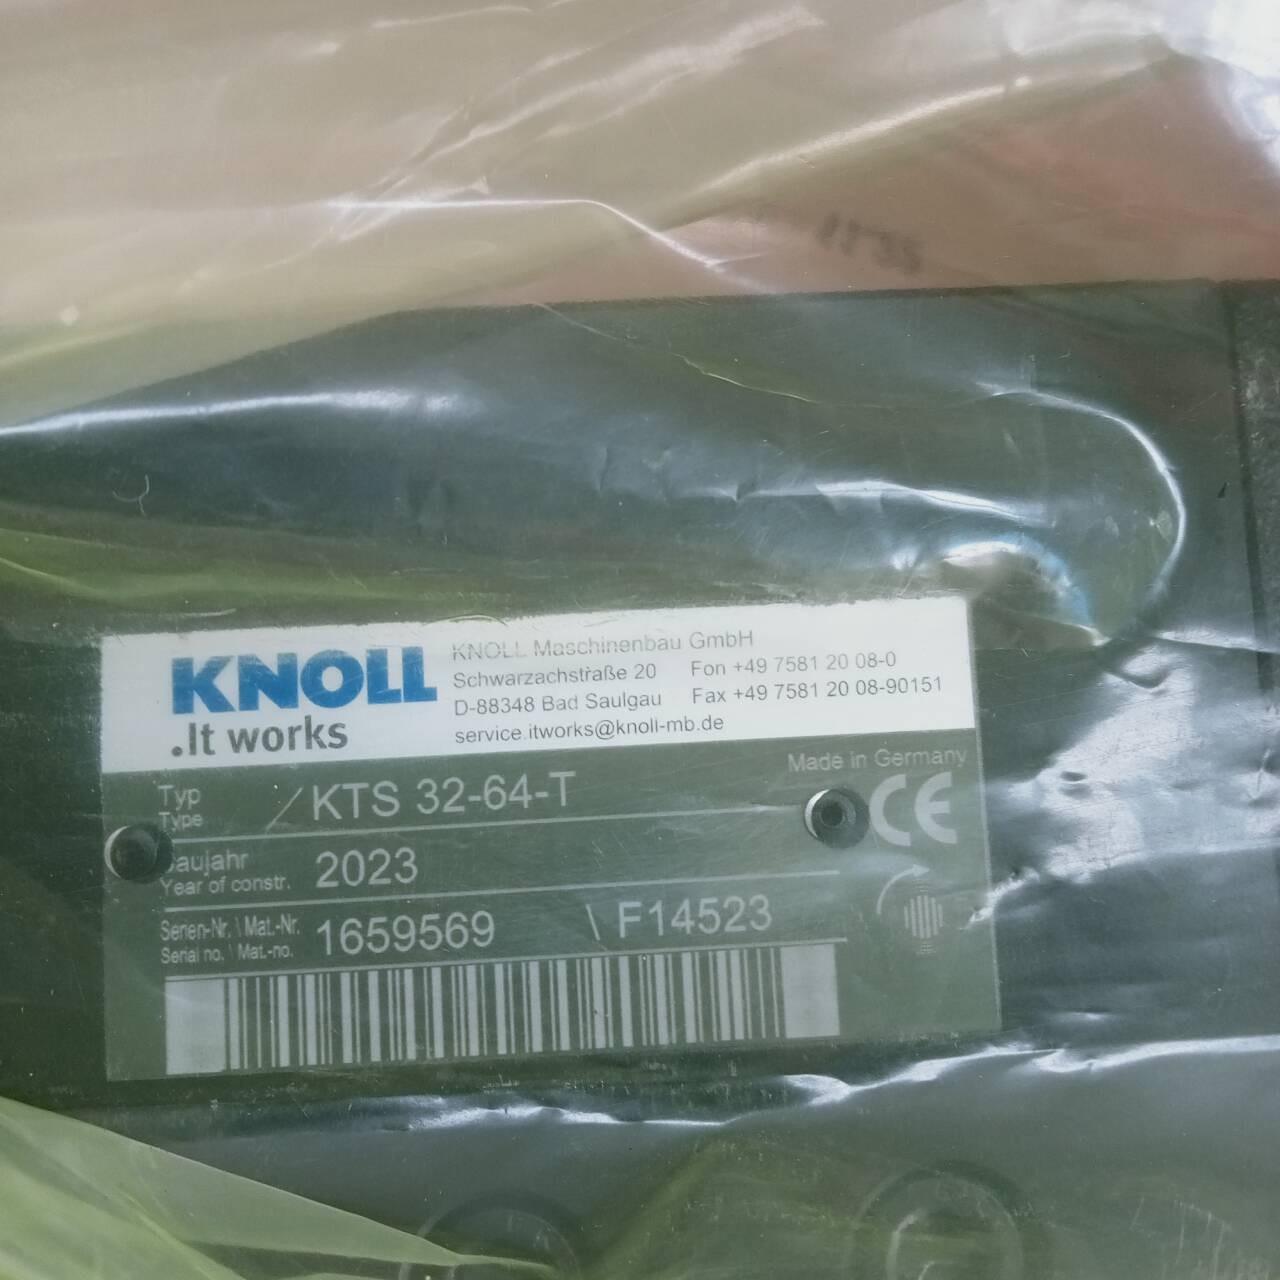 KNOLL
.It works
KNOLL Maschinenbau GmbH
Schwarzachstraße 20 Fon +49 7581 20 08-0
D-88348 Bad Saulgau Fax +49 7581 20 08-90151
service.itworks@knoll-mb.de
Made in Germany
Typ
Type / KTS 32-64-T
CE
Baujahr
Year of constr. 2023
Serien-Nr. \ Mat.-Nr.
Serial no. \ Mat.-no. 1659569 \ F14523